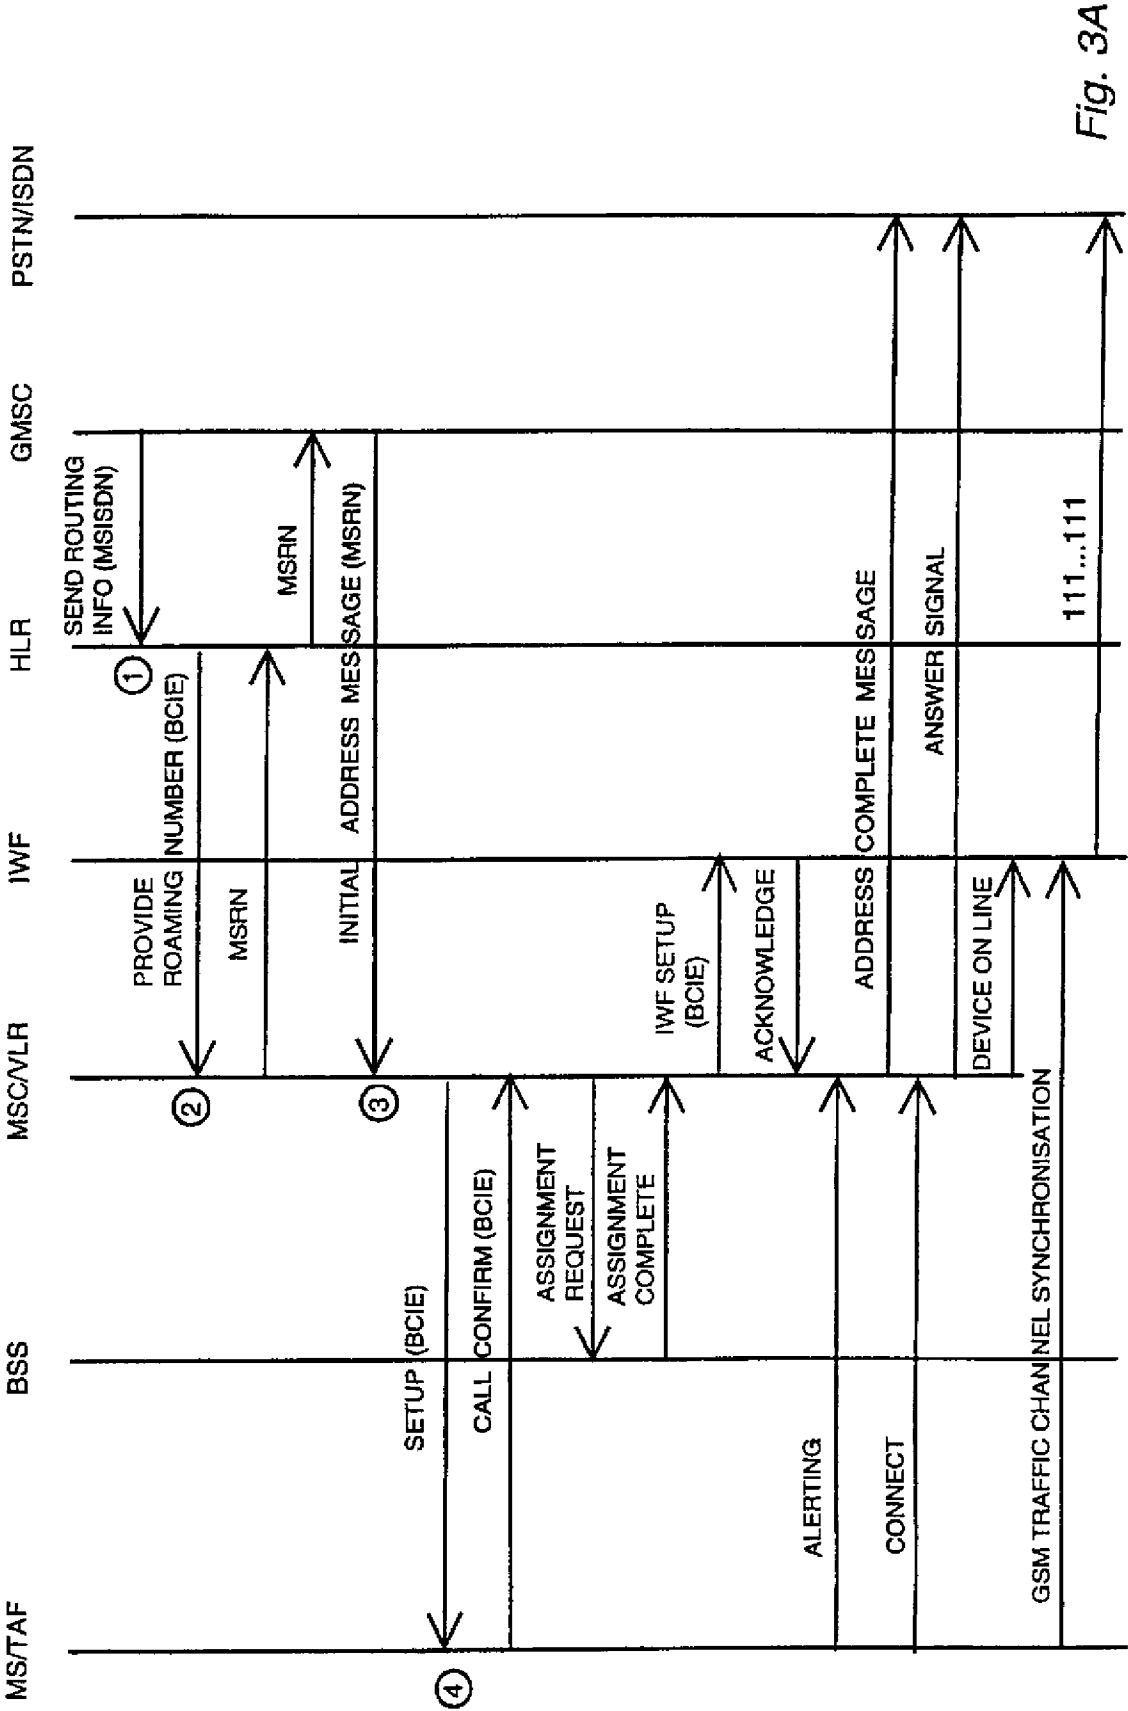 MS/TAF
BSS
MSC/VLR
IWF
HLR
GMSC
PSTN/ISDN
SEND ROUTING
INFO (MSISDN)
1
PROVIDE
ROAMING NUMBER (BCIE)
2
MSRN
MSRN
INITIAL ADDRESS MESSAGE (MSRN)
3
SETUP (BCIE)
4
CALL CONFIRM (BCIE)
ASSIGNMENT
REQUEST
ASSIGNMENT
COMPLETE
IWF SETUP
(BCIE)
ACKNOWLEDGE
ALERTING
ADDRESS COMPLETE MESSAGE
CONNECT
ANSWER SIGNAL
DEVICE ON LINE
GSM TRAFFIC CHANNEL SYNCHRONISATION
111...111
Fig. 3A